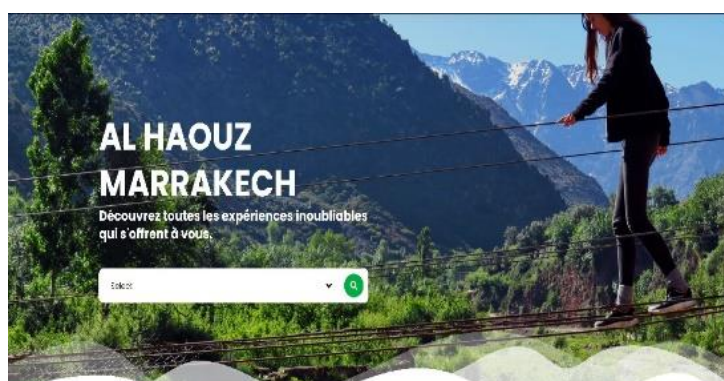 AL HAOUZ
MARRAKECH
Découvrez toutes les expériences inoubliables
qui s'offrent à vous.
Select